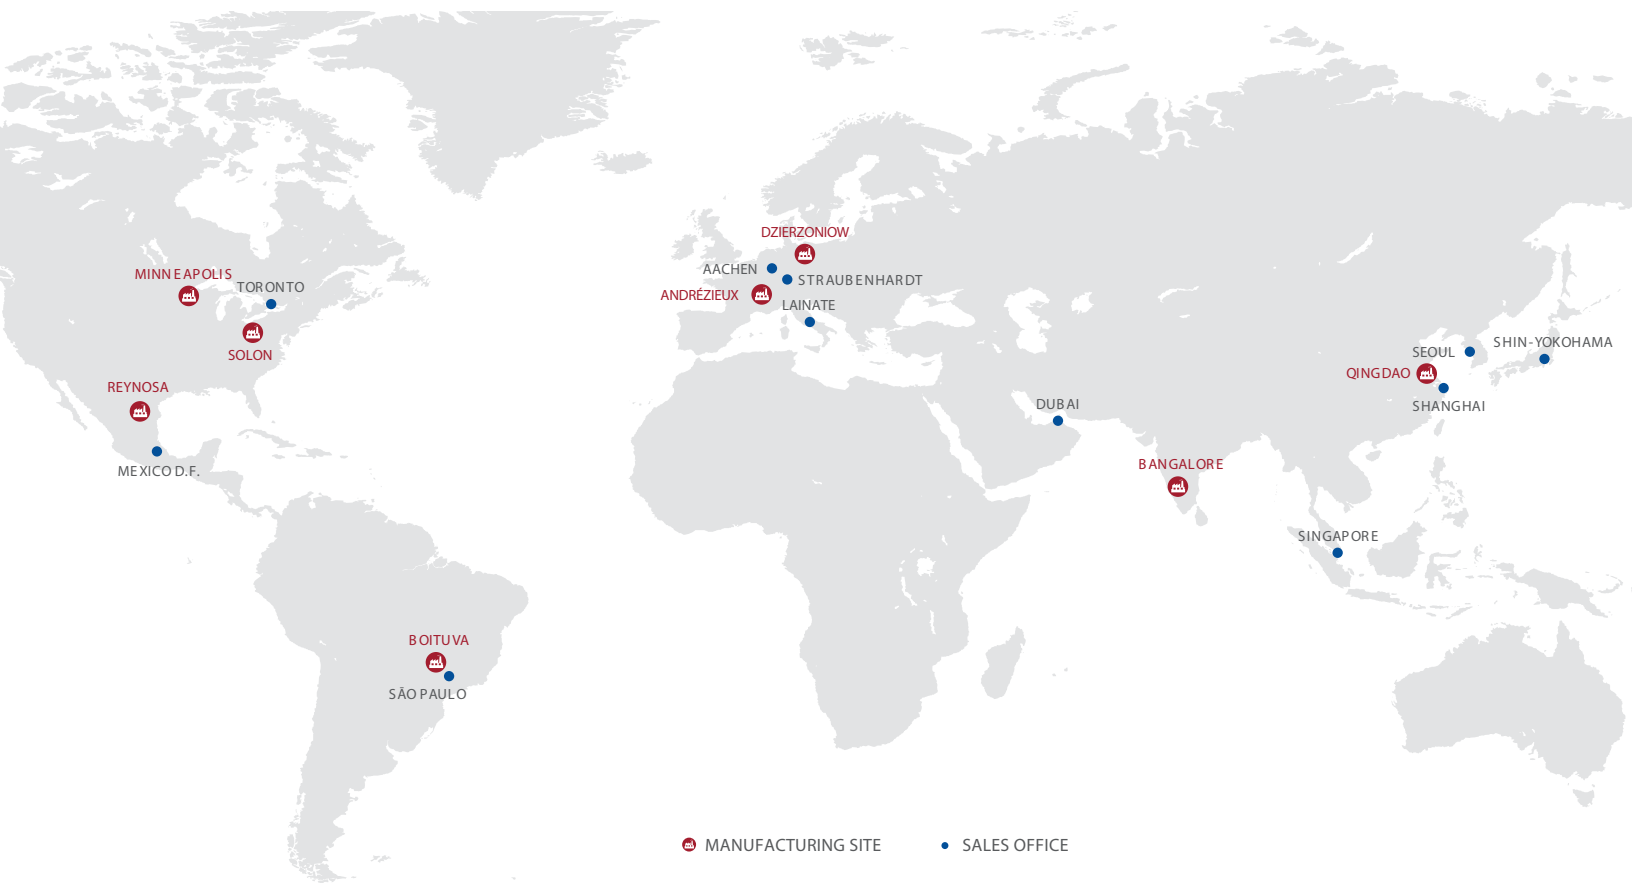 DZIERZONIOW
AACHEN
STRAUBENHARDT
MINNEAPOLIS
TORONTO
ANDRÉZIEUX
LAINATE
SOLON
SHIN-YOKOHAMA
SEOUL
QINGDAO
REYNOSA
DUBAI
SHANGHAI
BANGALORE
MEXICO D.F.
SINGAPORE
BOITUVA
SÃO PAULO
MANUFACTURING SITE
SALES OFFICE